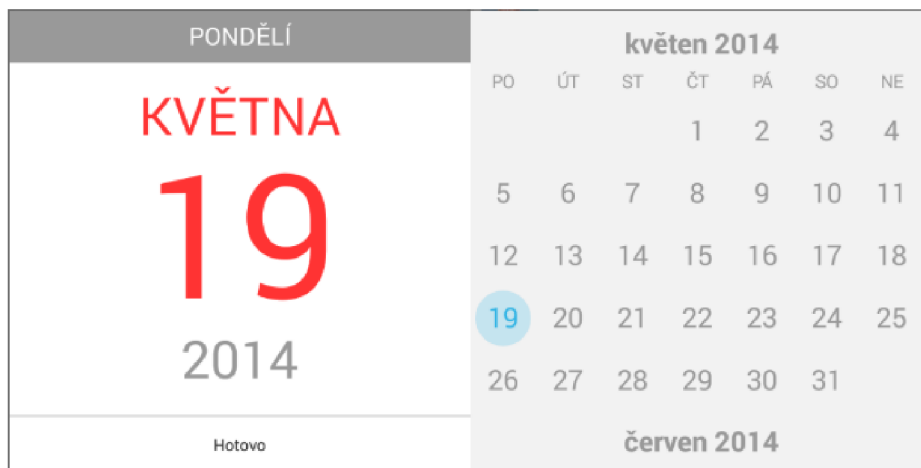 PONDĚLÍ
KVĚTNA
19
2014
Hotovo
květen 2014
PO ÚT ST ČT PÁ SO NE
1 2 3 4
5 6 7 8 9 10 11
12 13 14 15 16 17 18
19 20 21 22 23 24 25
26 27 28 29 30 31
červen 2014